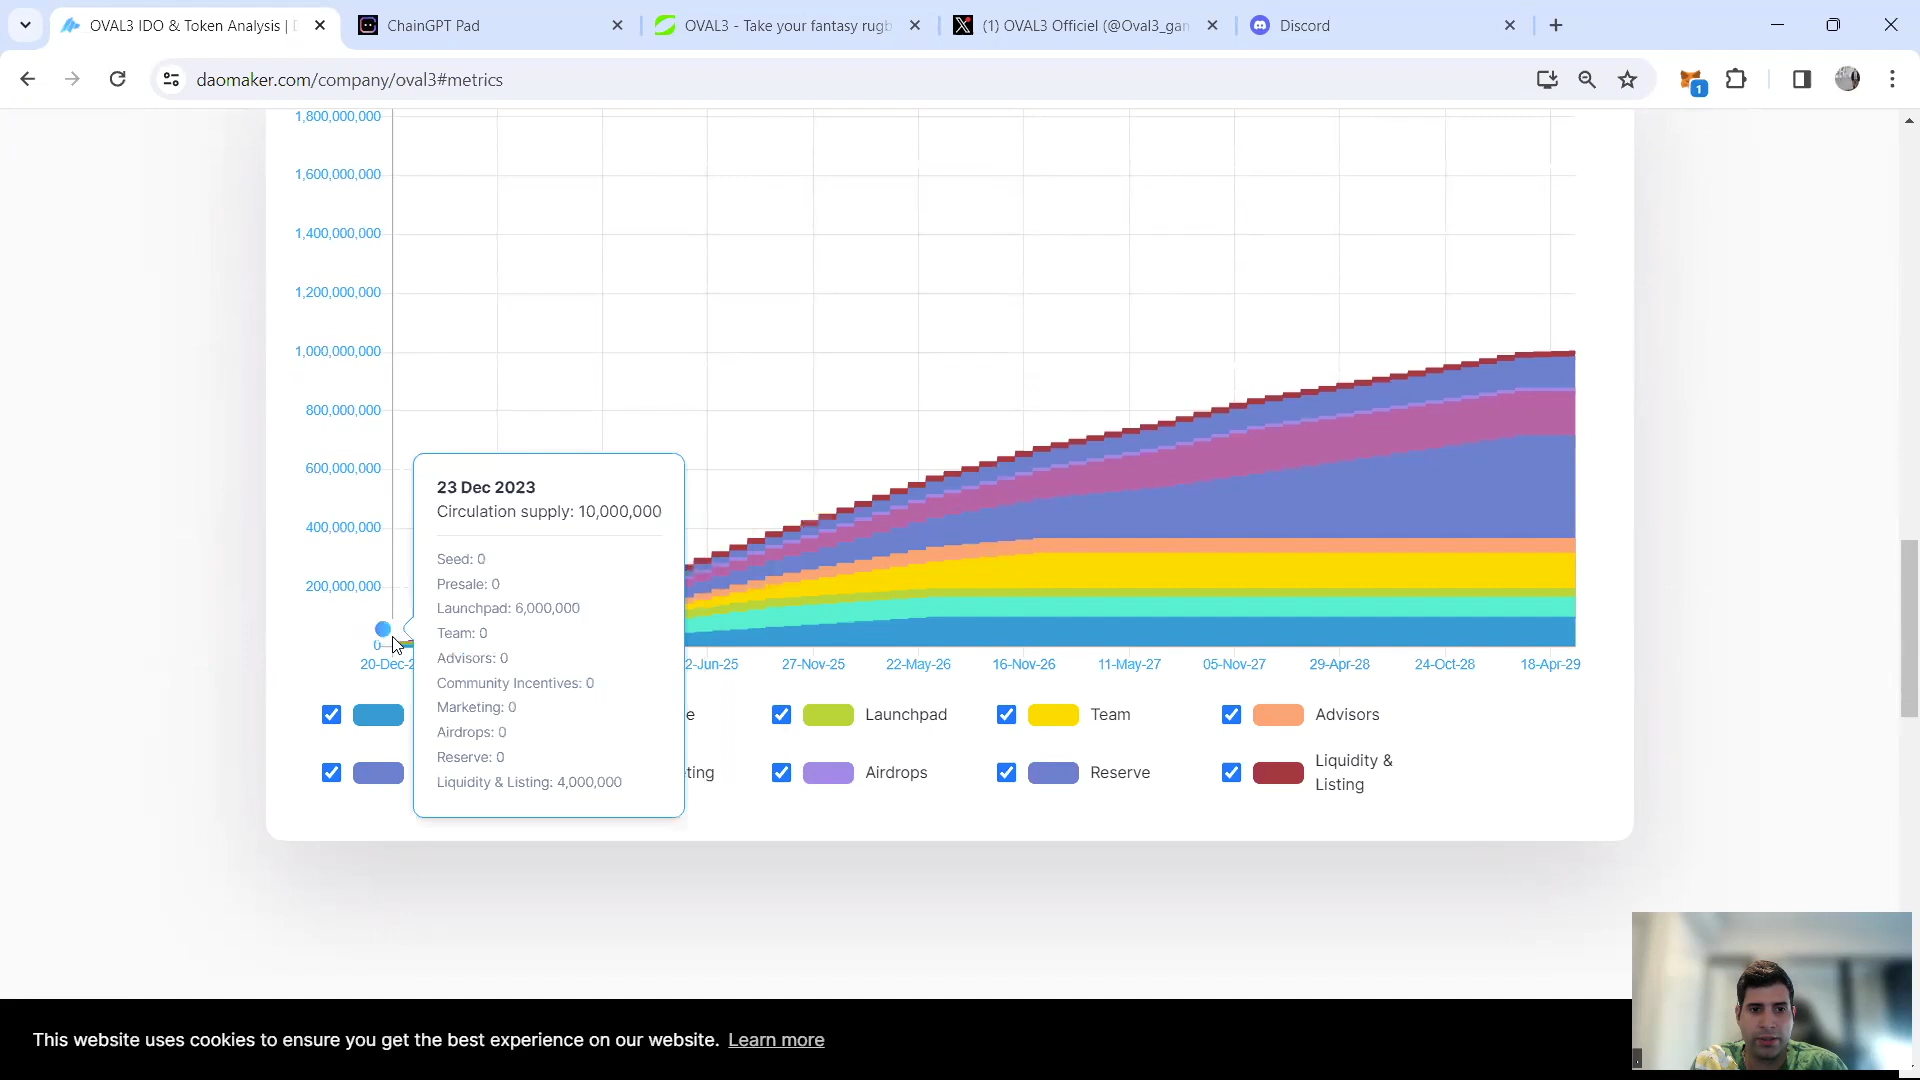 OVAL3 IDO & Token Analysis |
ChainGPT Pad
OVAL3 - Take your fantasy rugb
(1) OVAL3 Officiel (@Oval3_gan
Discord
daomaker.com/company/oval3#metrics
1
1,800,000,000
1,600,000,000
1,400,000,000
1,200,000,000
1,000,000,000
800,000,000
600,000,000
400,000,000
200,000,000
0
23 Dec 2023
Circulation supply: 10,000,000
Seed: 0
Presale: 0
Launchpad: 6,000,000
Team: 0
Advisors: 0
Community Incentives: 0
Marketing: 0
Airdrops: 0
Reserve: 0
Liquidity & Listing: 4,000,000
20-Dec-2
2-Jun-25
27-Nov-25
22-May-26
16-Nov-26
11-May-27
05-Nov-27
29-Apr-28
24-Oct-28
18-Apr-29
e
Launchpad
Team
Advisors
ting
Airdrops
Reserve
Liquidity &
Listing
This website uses cookies to ensure you get the best experience on our website. Learn more